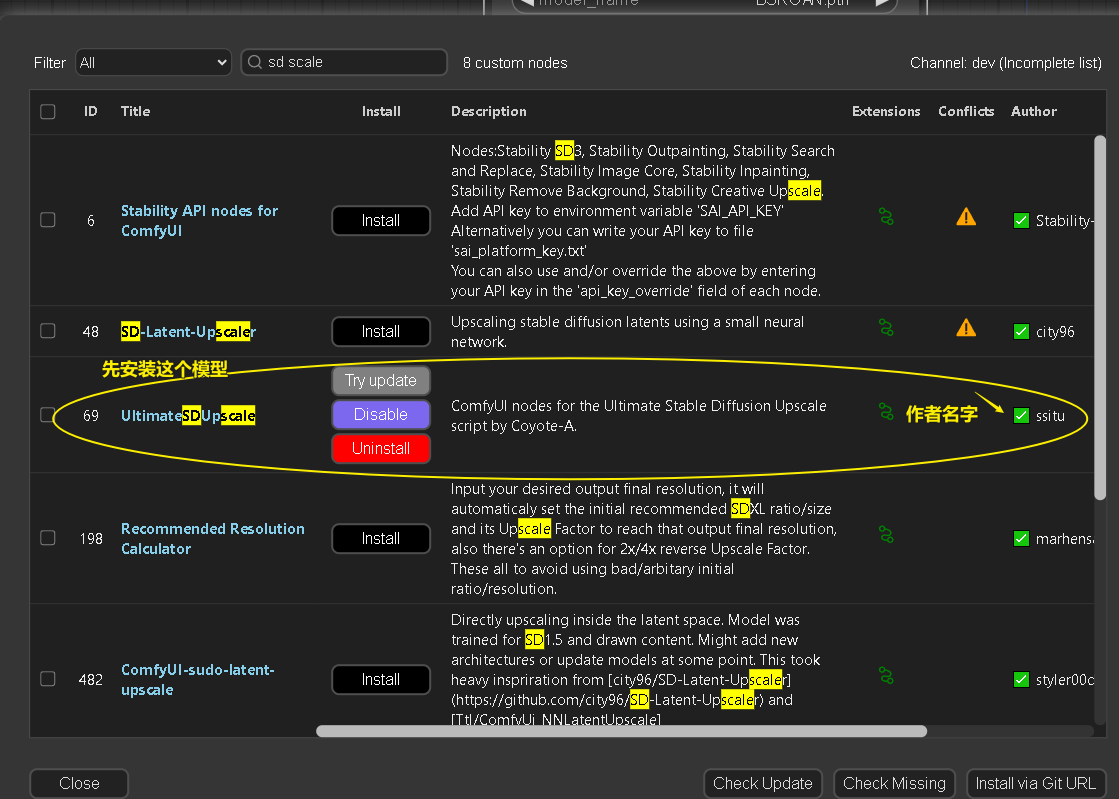 model_name
Filter All sd scale 8 custom nodes Channel: dev (Incomplete list)
ID Title Install Description Extensions Conflicts Author
6
Stability API nodes for
ComfyUI
Install
Nodes:Stability SD3, Stability Outpainting, Stability Search
and Replace, Stability Image Core, Stability Inpainting,
Stability Remove Background, Stability Creative Upscale.
Add API key to environment variable 'SAI_API_KEY'
Alternatively you can write your API key to file
'sai_platform_key.txt'
You can also use and/or override the above by entering
your API key in the 'api_key_override' field of each node.
Stability-
48
SD-Latent-Upscaler
Install
Upscaling stable diffusion latents using a small neural
network.
city96
先安装这个模型
69
UltimateSDUpscale
Try update
Disable
Uninstall
ComfyUI nodes for the Ultimate Stable Diffusion Upscale
script by Coyote-A.
作者名字
ssitu
198
Recommended Resolution
Calculator
Install
Input your desired output final resolution, it will
automaticaly set the initial recommended SDXL ratio/size
and its Upscale Factor to reach that output final resolution,
also there's an option for 2x/4x reverse Upscale Factor.
These all to avoid using bad/arbitary initial
ratio/resolution.
marhens
482
ComfyUI-sudo-latent-
upscale
Install
Directly upscaling inside the latent space. Model was
trained for SD1.5 and drawn content. Might add new
architectures or update models at some point. This took
heavy inspriration from [city96/SD-Latent-Upscaler]
(https://github.com/city96/SD-Latent-Upscaler) and
[Ttl/ComfyUi_NNLatentUpscale]
styler00c
Close Check Update Check Missing Install via Git URL